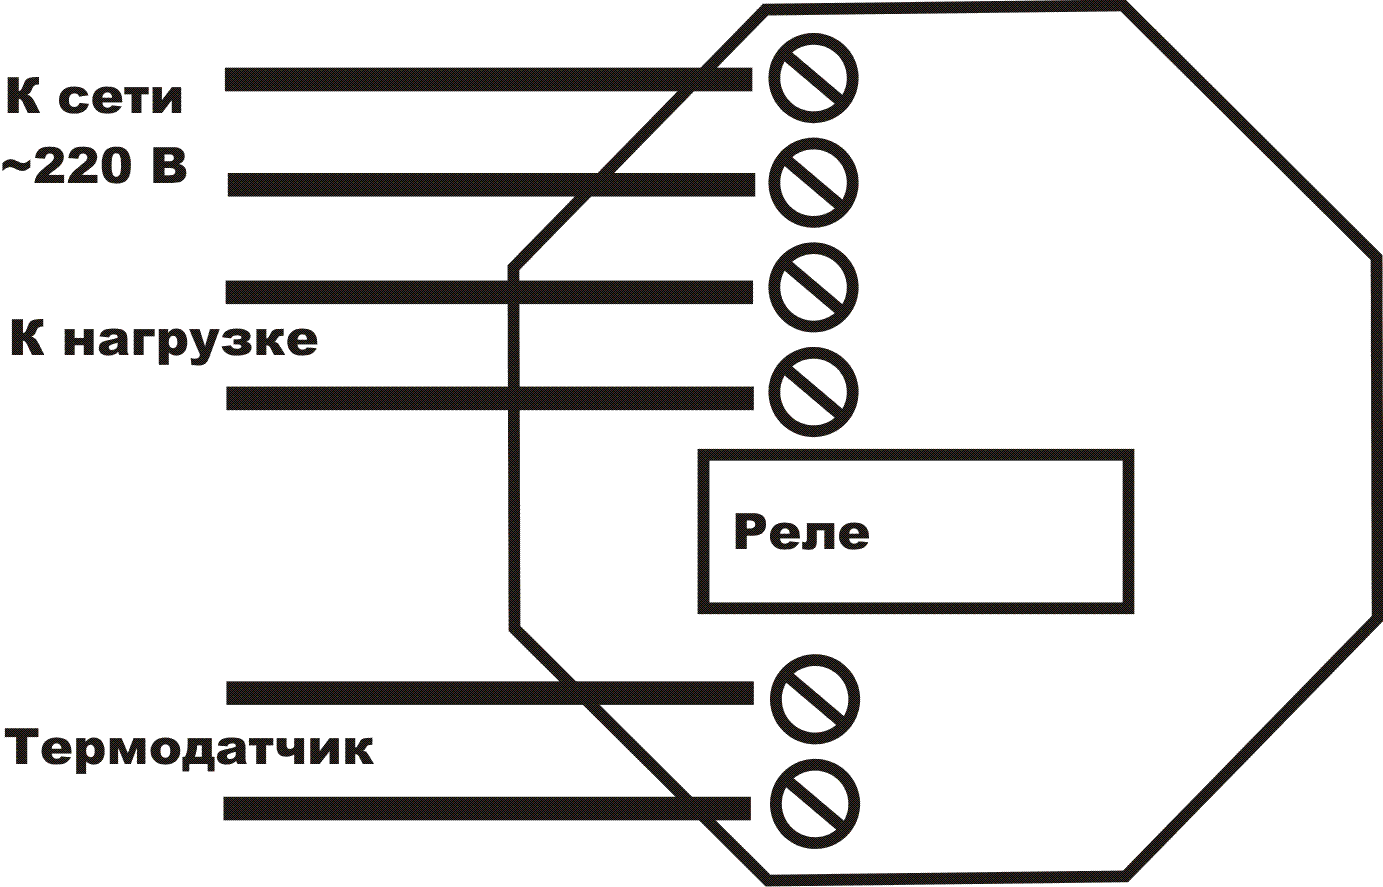 К сети
~220 В
К нагрузке
Реле
Термодатчик